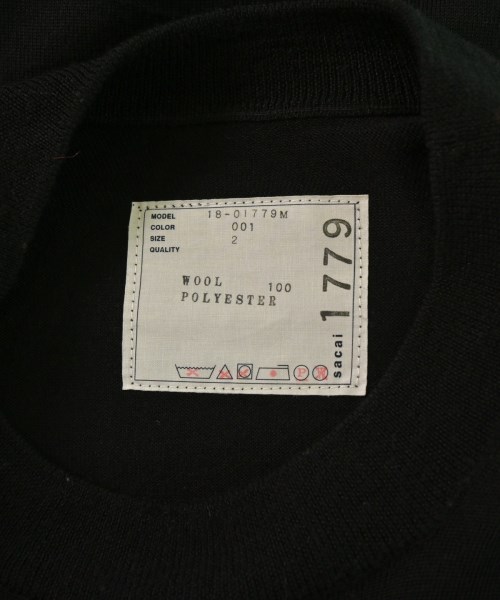 MODEL 18-01779M
COLOR 001
SIZE 2
QUALITY
WOOL 100
POLYESTER
sacai 1779
P W